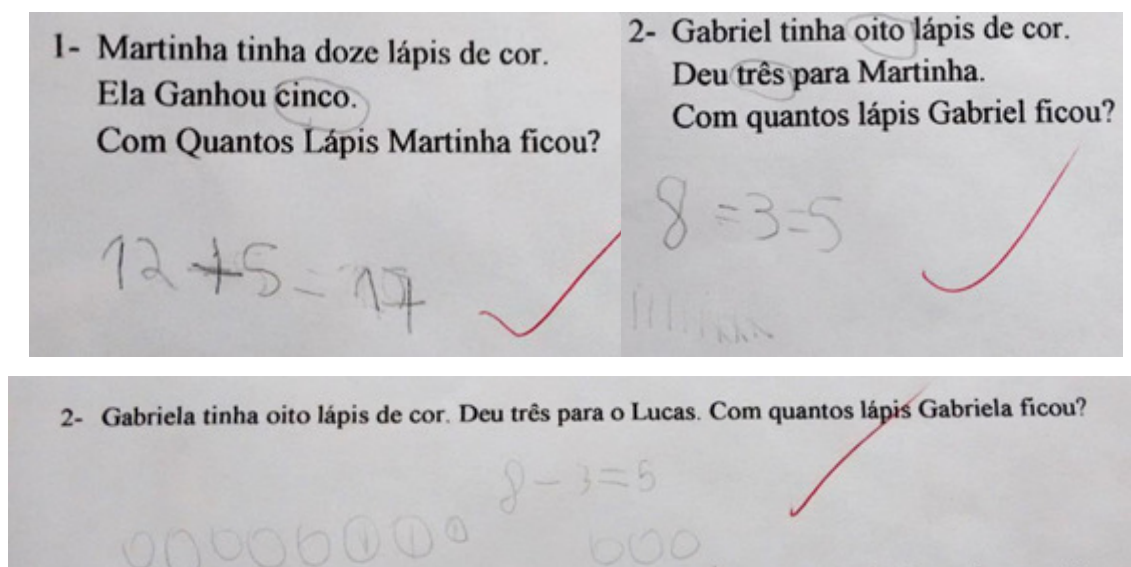 1- Martinha tinha doze lápis de cor.
Ela Ganhou cinco.
Com Quantos Lápis Martinha ficou?
12 + 5 = 17
2- Gabriel tinha oito lápis de cor.
Deu três para Martinha.
Com quantos lápis Gabriel ficou?
8 = 3 = 5
2- Gabriela tinha oito lápis de cor. Deu três para o Lucas. Com quantos lápis Gabriela ficou?
8 - 3 = 5